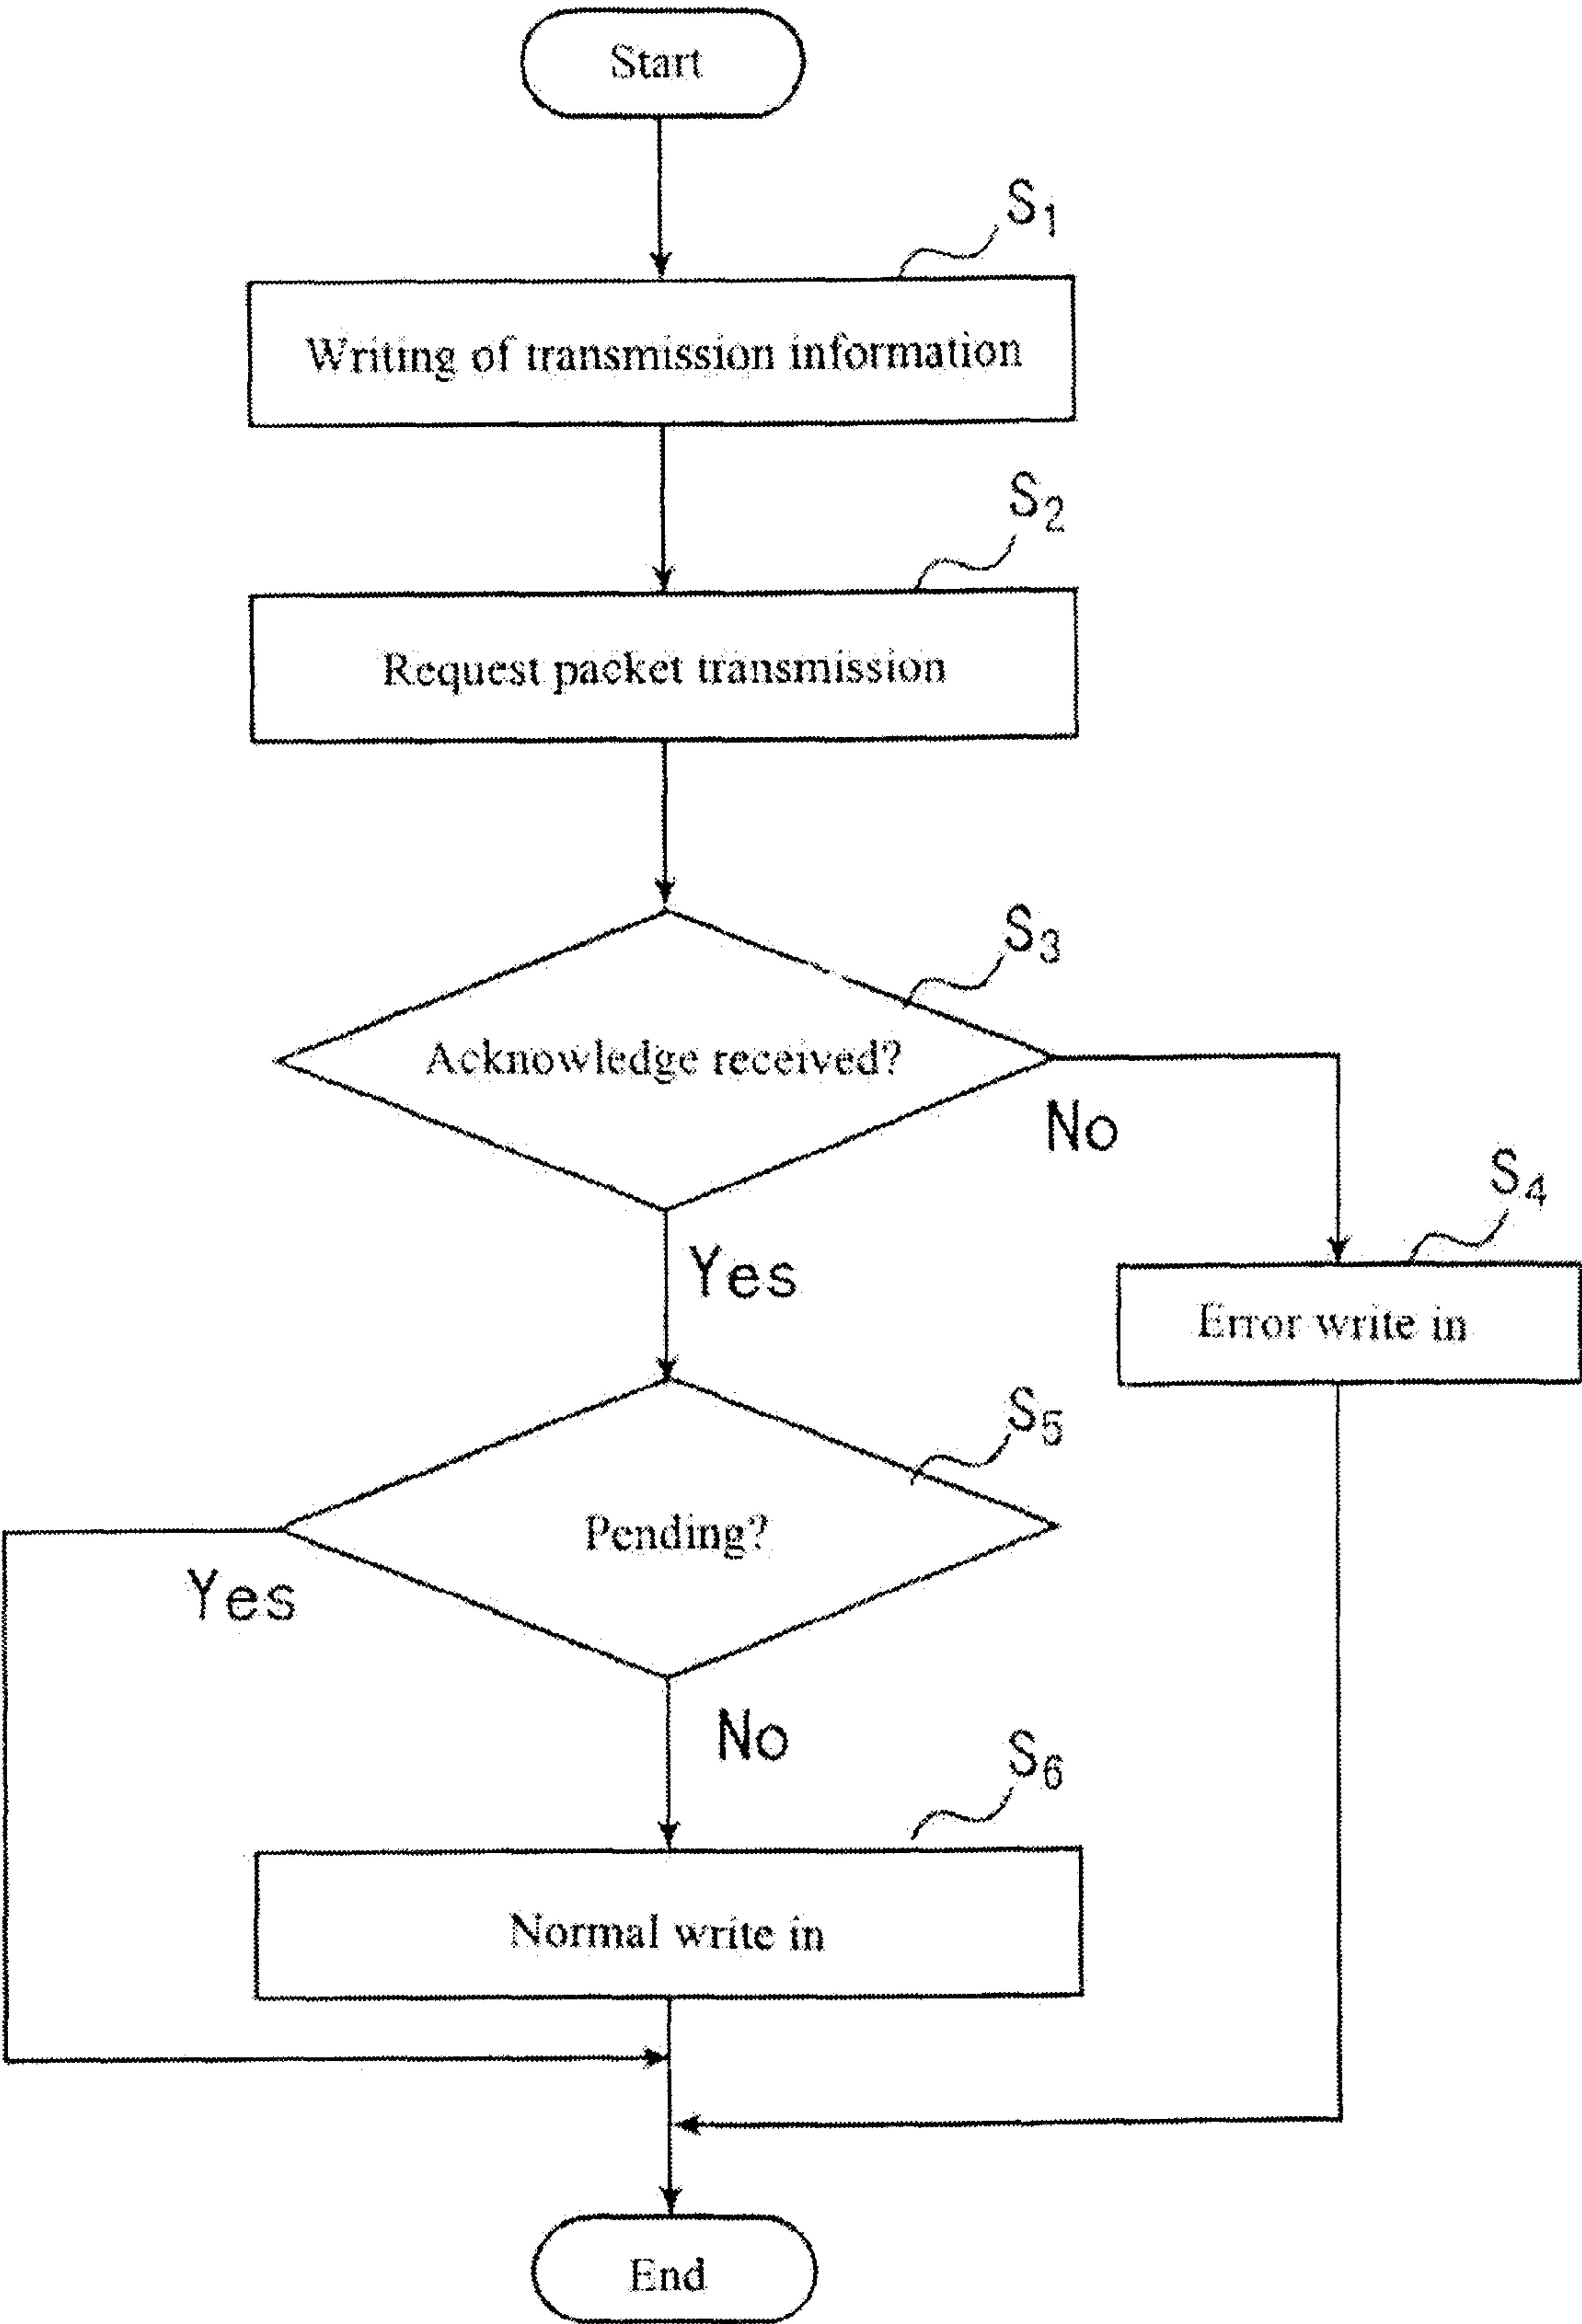 Start
S1
Writing of transmission information
S2
Request packet transmission
S3
Acknowledge received?
No
S4
Yes
Error write in
S5
Pending?
Yes
No
S6
Normal write in
End